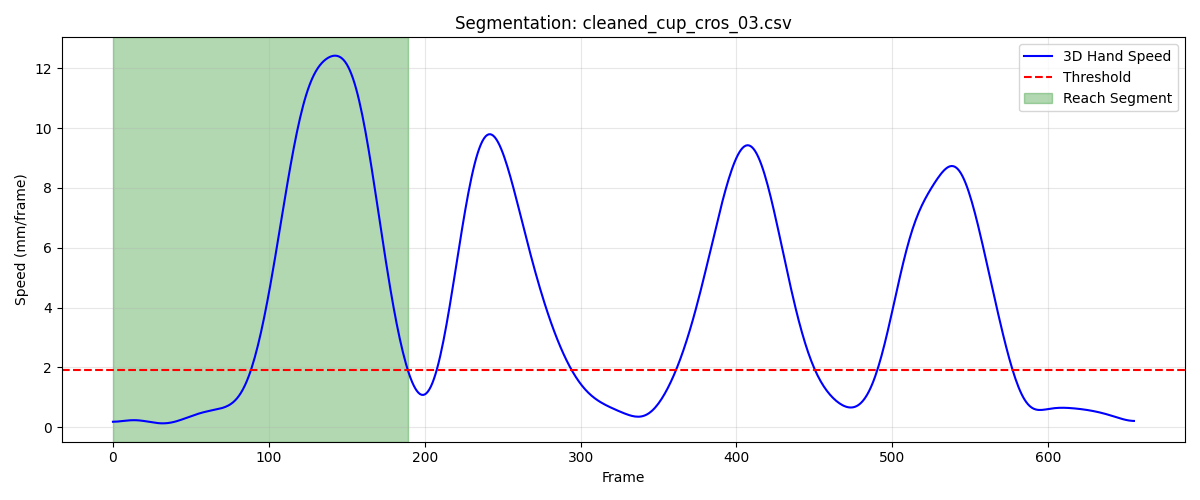 Segmentation: cleaned_cup_cros_03.csv
3D Hand Speed
Threshold
Reach Segment
Speed (mm/frame)
12
10
8
6
4
2
0
0 100 200 300 400 500 600
Frame